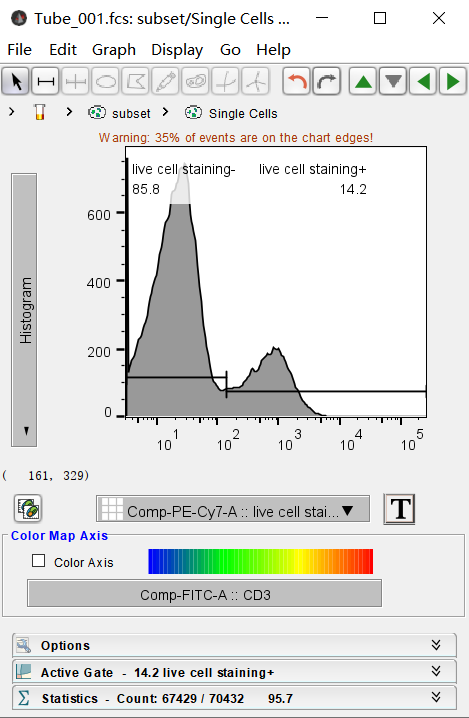 Tube_001.fcs: subset/Single Cells ...
File Edit Graph Display Go Help
T
> > subset > Single Cells
Warning: 35% of events are on the chart edges!
live cell staining- live cell staining+
85.8 14.2
600
400
200
0
10^1 10^2 10^3 10^4 10^5
Histogram
( 161, 329)
Comp-PE-Cy7-A :: live cell stai...▼ T
Color Map Axis
Color Axis
Comp-FITC-A :: CD3
Options
Active Gate - 14.2 live cell staining+
Σ Statistics - Count: 67429 / 70432 95.7